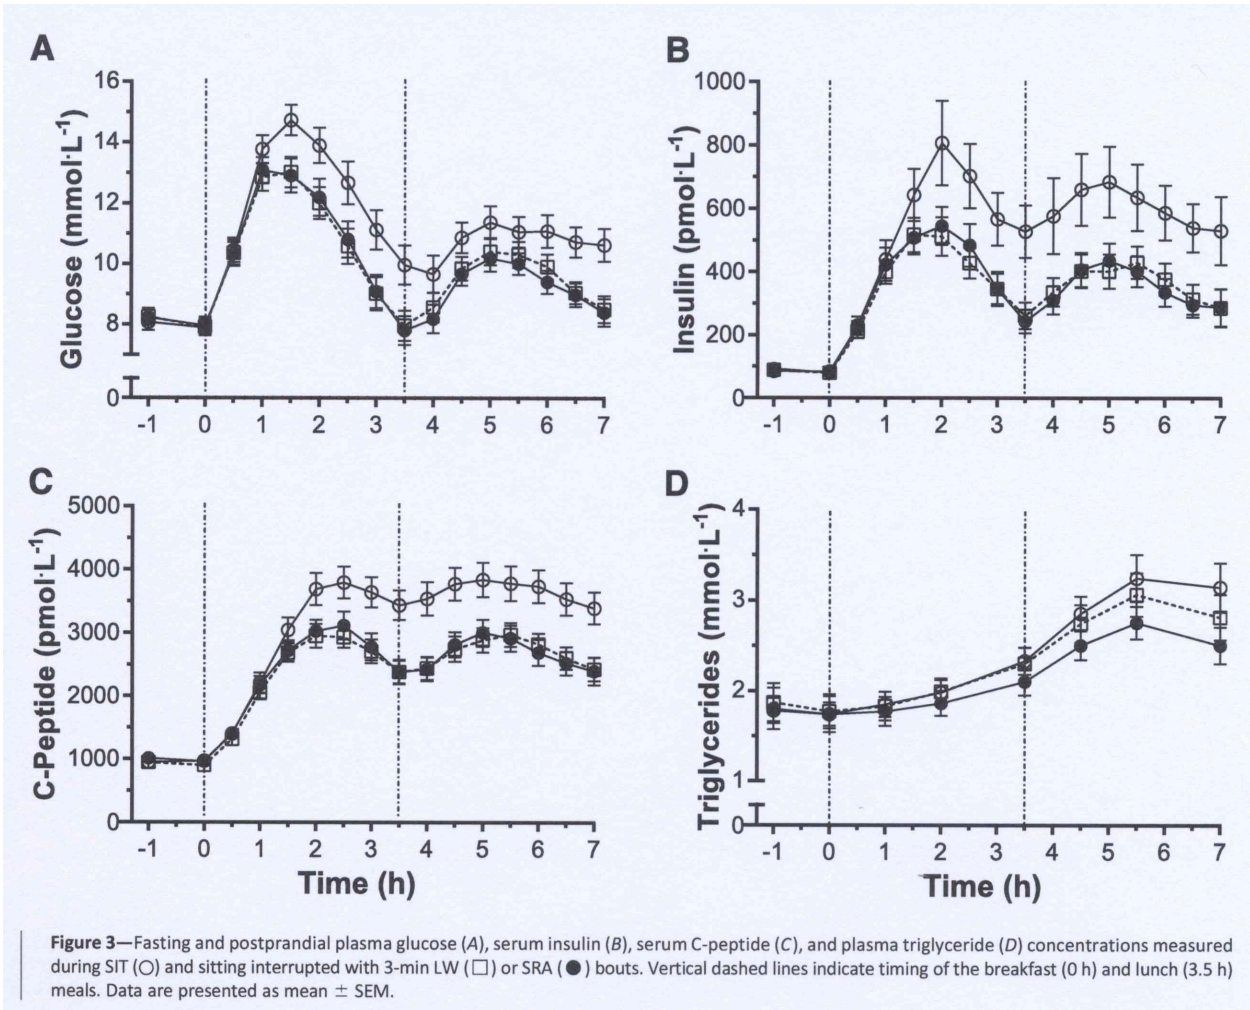 A
Glucose (mmol·L⁻¹)
16
14
12
10
8
0
-1 0 1 2 3 4 5 6 7
B
Insulin (pmol·L⁻¹)
1000
800
600
400
200
0
-1 0 1 2 3 4 5 6 7
C
C-Peptide (pmol·L⁻¹)
5000
4000
3000
2000
1000
0
-1 0 1 2 3 4 5 6 7
Time (h)
D
Triglycerides (mmol·L⁻¹)
4
3
2
1
0
-1 0 1 2 3 4 5 6 7
Time (h)
Figure 3—Fasting and postprandial plasma glucose (A), serum insulin (B), serum C-peptide (C), and plasma triglyceride (D) concentrations measured
during SIT (○) and sitting interrupted with 3-min LW (□) or SRA (●) bouts. Vertical dashed lines indicate timing of the breakfast (0 h) and lunch (3.5 h)
meals. Data are presented as mean ± SEM.